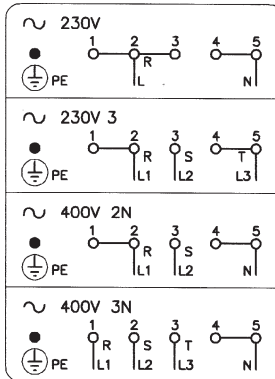 ∿ 230V
1 2 3 4 5
R
PE L N
∿ 230V 3
1 2 3 4 5
R S T
PE L1 L2 L3
∿ 400V 2N
1 2 3 4 5
R S
PE L1 L2 N
∿ 400V 3N
1 2 3 4 5
R S T
PE L1 L2 L3 N